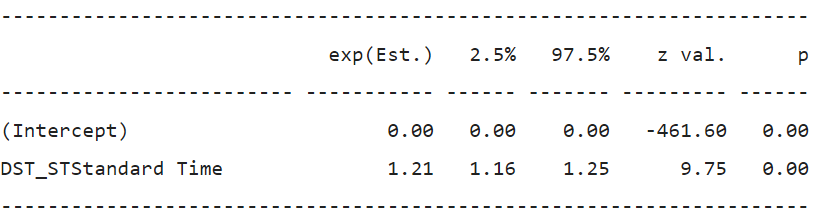 ---------------------------------------------------------------------
exp(Est.) 2.5% 97.5% z val. p
------------------------ ----------- ------ ------- --------- ------
(Intercept) 0.00 0.00 0.00 -461.60 0.00
DST_STStandard Time 1.21 1.16 1.25 9.75 0.00
---------------------------------------------------------------------